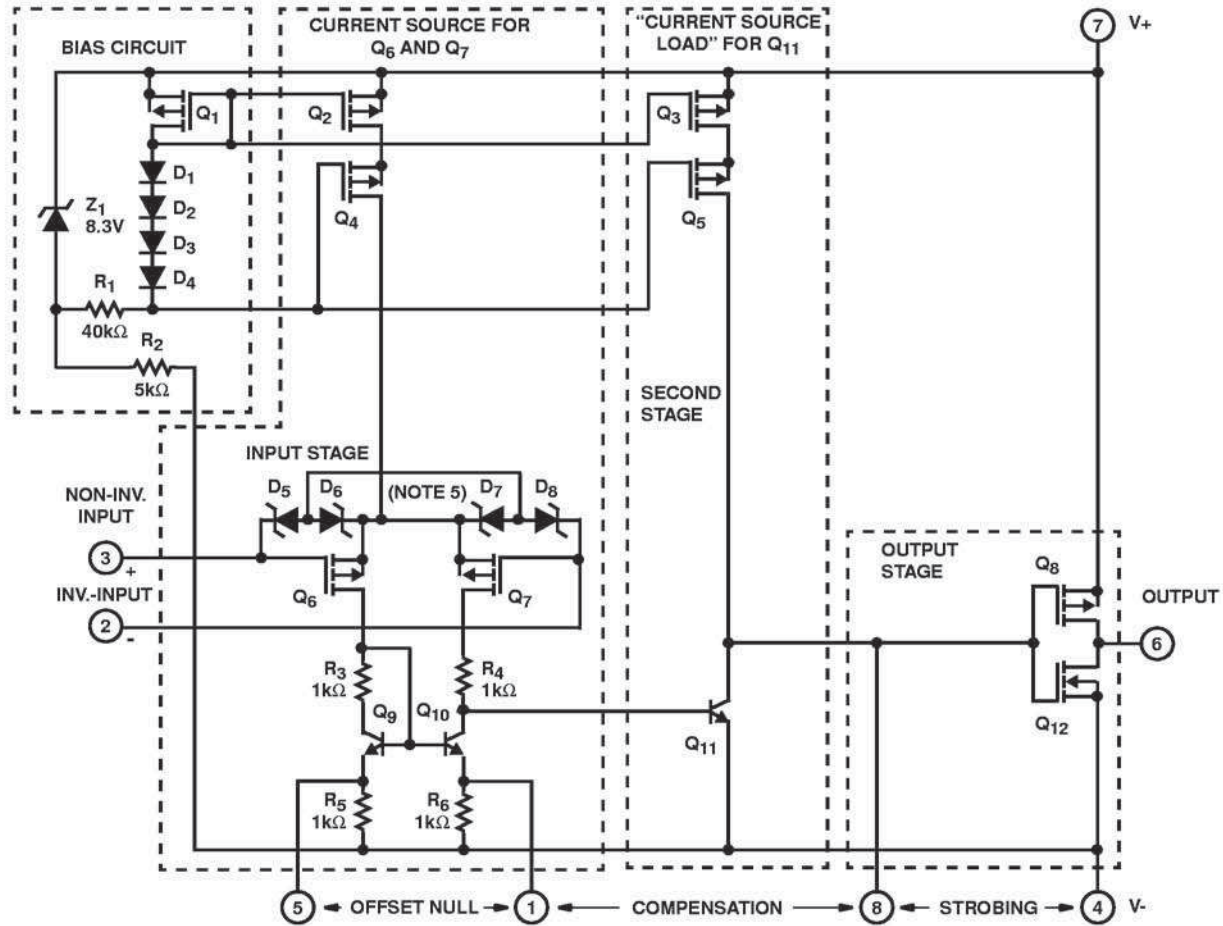 BIAS CIRCUIT
CURRENT SOURCE FOR
Q6 AND Q7
"CURRENT SOURCE
LOAD" FOR Q11
7 V+
Q1
Q2
Q3
D1
Z1
8.3V
D2
Q4
Q5
D3
D4
R1
40kΩ
R2
5kΩ
SECOND
STAGE
INPUT STAGE
D5 D6 (NOTE 5) D7 D8
NON-INV.
INPUT
3 +
INV.-INPUT
2 -
Q6
Q7
OUTPUT
STAGE
Q8
OUTPUT
6
R3
1kΩ
R4
1kΩ
Q9
Q10
Q11
Q12
R5
1kΩ
R6
1kΩ
5 OFFSET NULL 1 COMPENSATION 8 STROBING 4 V-